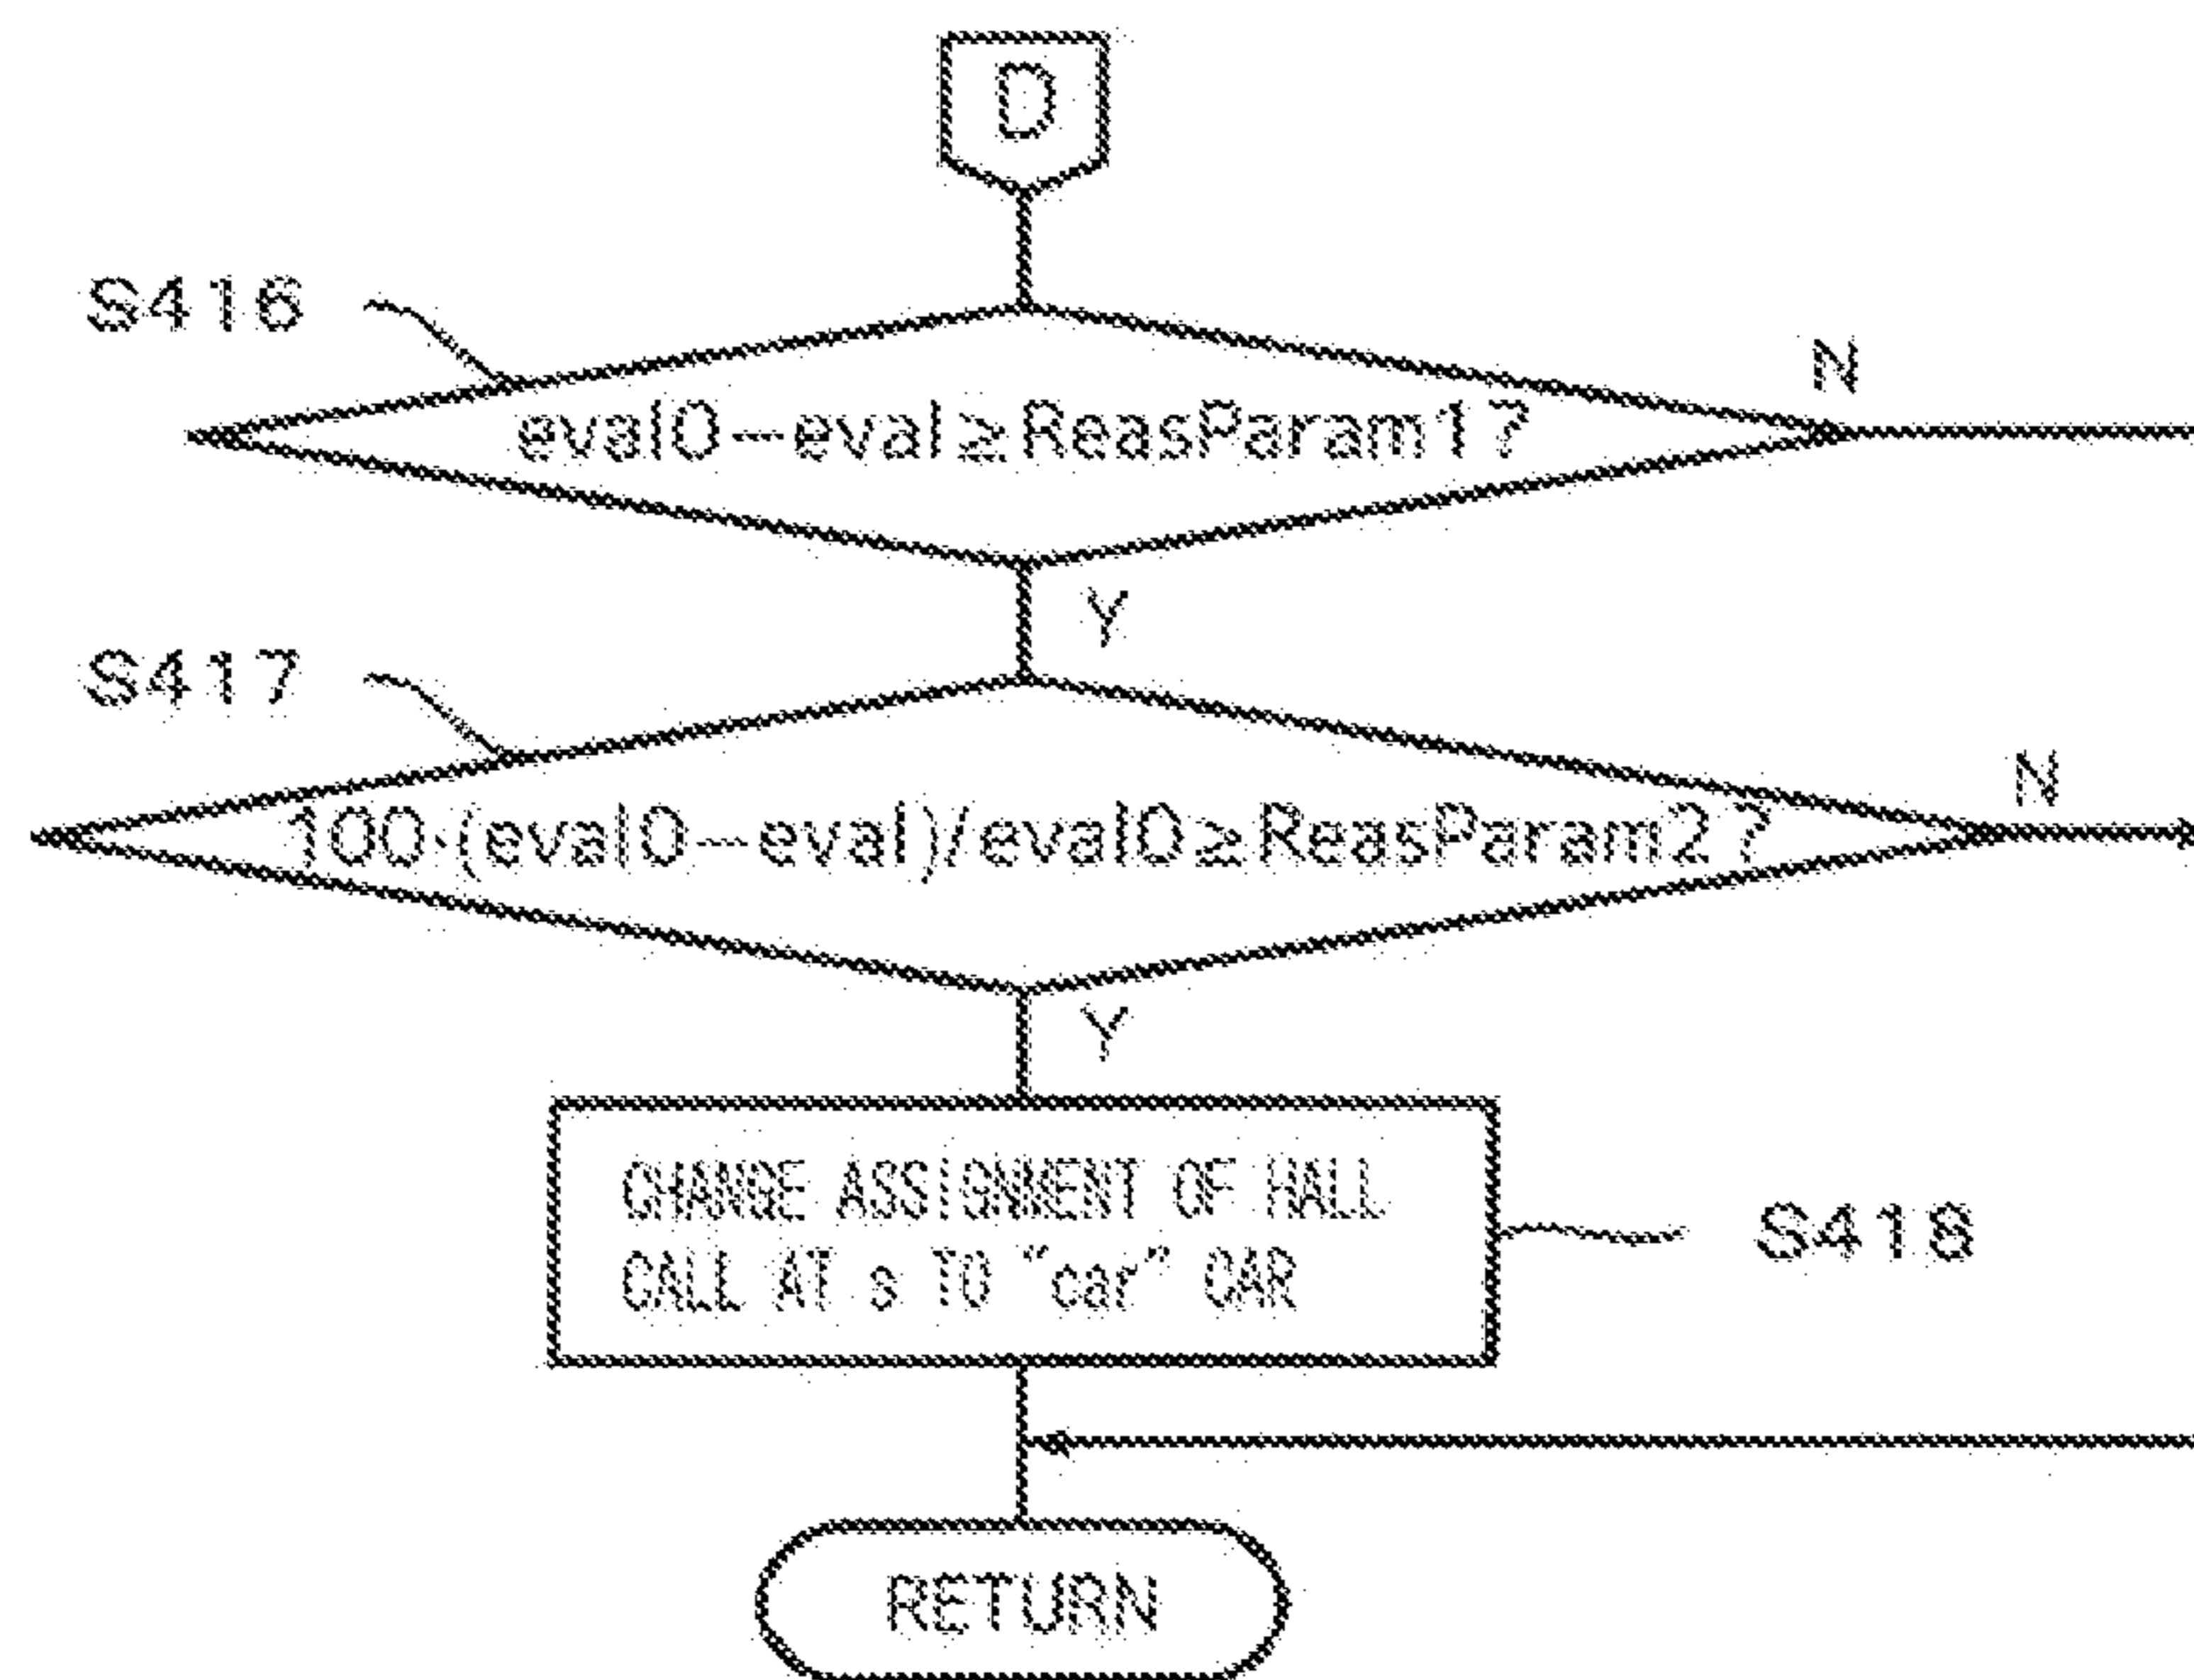 D
S416
N
eval0-eval≥ReasParam1?
Y
S417
N
100·(eval0-eval)/eval0≥ReasParam2?
Y
CHANGE ASSIGNMENT OF HALL
CALL AT s TO "car" CAR
S418
RETURN